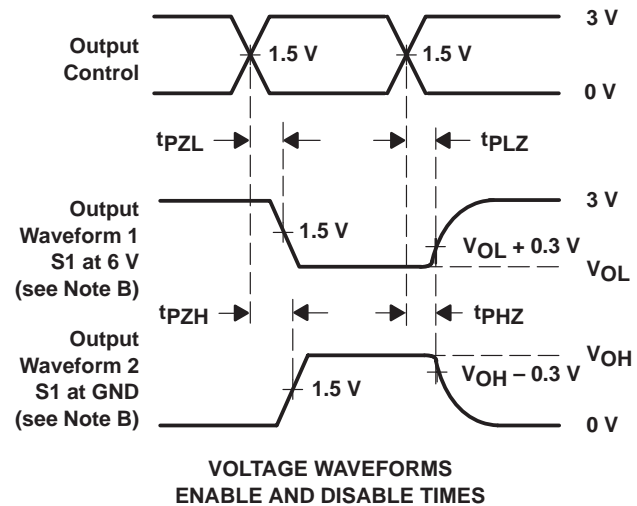 Output
Control
3 V
1.5 V
1.5 V
0 V
tPZL
tPLZ
Output
Waveform 1
S1 at 6 V
(see Note B)
3 V
1.5 V
VOL + 0.3 V
VOL
tPZH
tPHZ
Output
Waveform 2
S1 at GND
(see Note B)
VOH
VOH – 0.3 V
1.5 V
0 V
VOLTAGE WAVEFORMS
ENABLE AND DISABLE TIMES